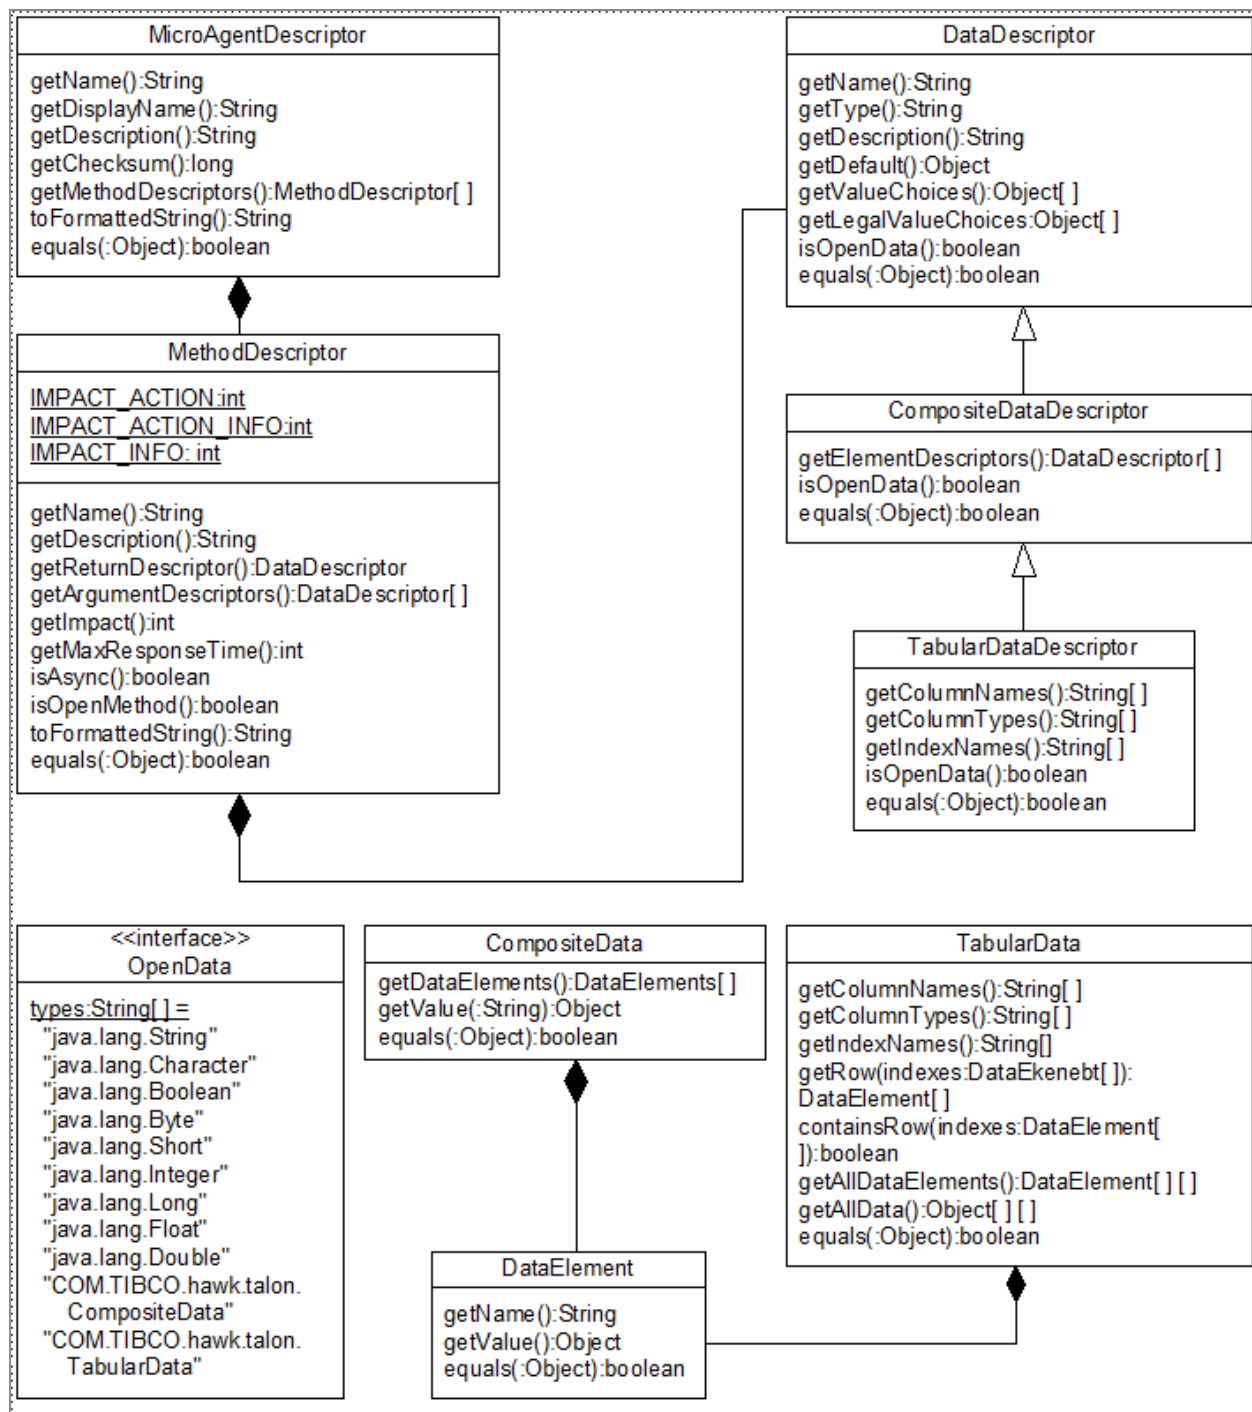 MicroAgentDescriptor
getName():String
getDisplayName():String
getDescription():String
getChecksum():long
getMethodDescriptors():MethodDescriptor[ ]
toFormattedString():String
equals(:Object):boolean
DataDescriptor
getName():String
getType():String
getDescription():String
getDefault():Object
getValueChoices():Object[ ]
getLegalValueChoices:Object[ ]
isOpenData():boolean
equals(:Object):boolean
MethodDescriptor
IMPACT_ACTION:int
IMPACT_ACTION_INFO:int
IMPACT_INFO: int
getName():String
getDescription():String
getReturnDescriptor():DataDescriptor
getArgumentDescriptors():DataDescriptor[ ]
getImpact():int
getMaxResponseTime():int
isAsync():boolean
isOpenMethod():boolean
toFormattedString():String
equals(:Object):boolean
CompositeDataDescriptor
getElementDescriptors():DataDescriptor[ ]
isOpenData():boolean
equals(:Object):boolean
TabularDataDescriptor
getColumnNames():String[ ]
getColumnTypes():String[ ]
getIndexNames():String[ ]
isOpenData():boolean
equals(:Object):boolean
<<interface>>
OpenData
types:String[ ] =
"java.lang.String"
"java.lang.Character"
"java.lang.Boolean"
"java.lang.Byte"
"java.lang.Short"
"java.lang.Integer"
"java.lang.Long"
"java.lang.Float"
"java.lang.Double"
"COM.TIBCO.hawk.talon.
CompositeData"
"COM.TIBCO.hawk.talon.
TabularData"
CompositeData
getDataElements():DataElements[ ]
getValue(:String):Object
equals(:Object):boolean
DataElement
getName():String
getValue():Object
equals(:Object):boolean
TabularData
getColumnNames():String[ ]
getColumnTypes():String[ ]
getIndexNames():String[]
getRow(indexes:DataEkenebt[ ]):
DataElement[ ]
containsRow(indexes:DataElement[
]):boolean
getAllDataElements():DataElement[ ] [ ]
getAllData():Object[ ] [ ]
equals(:Object):boolean